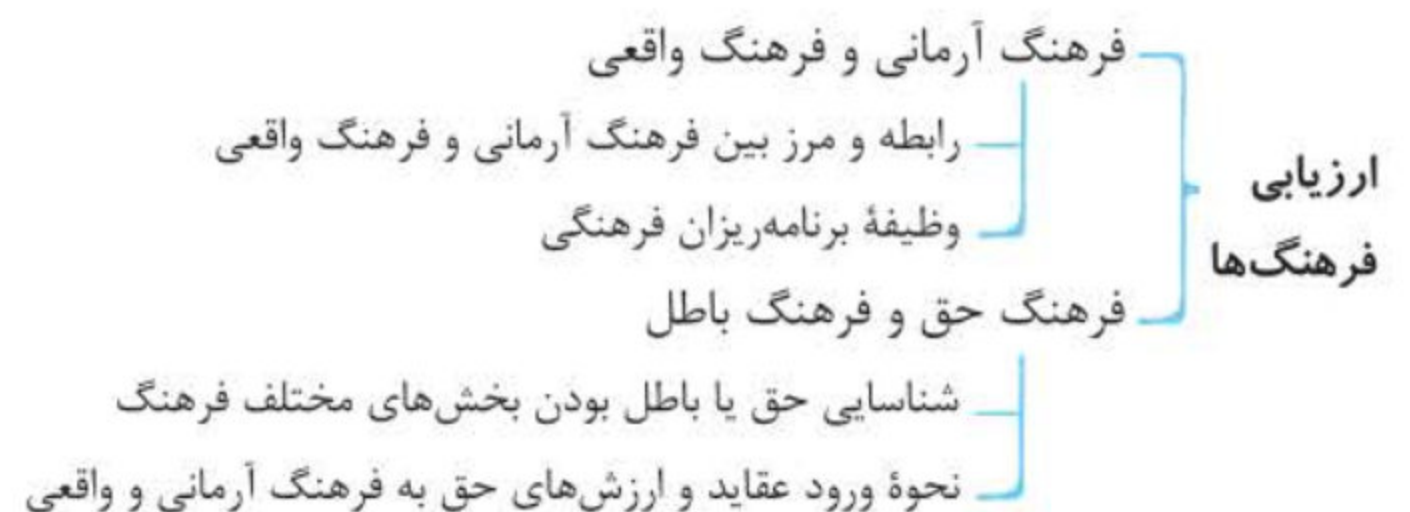 ارزیابی
فرهنگ‌ها
فرهنگ آرمانی و فرهنگ واقعی
رابطه و مرز بین فرهنگ آرمانی و فرهنگ واقعی
وظیفهٔ برنامه‌ریزان فرهنگی
فرهنگ حق و فرهنگ باطل
شناسایی حق یا باطل بودن بخش‌های مختلف فرهنگ
نحوهٔ ورود عقاید و ارزش‌های حق به فرهنگ آرمانی و واقعی